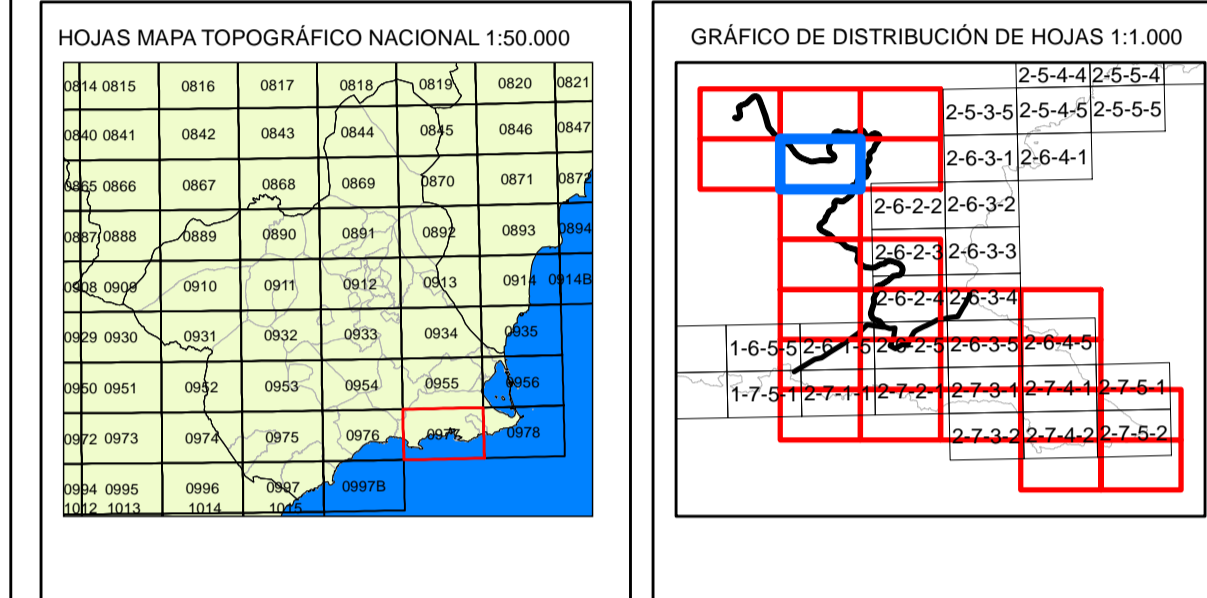 HOJAS MAPA TOPOGRÁFICO NACIONAL 1:50.000
0814 0815 0816 0817 0818 0819 0820 0821
0840 0841 0842 0843 0844 0845 0846 0847
0865 0866 0867 0868 0869 0870 0871 0872
0887 0888 0889 0890 0891 0892 0893 0894
0908 0909 0910 0911 0912 0913 0914 0914B
0929 0930 0931 0932 0933 0934 0935
0950 0951 0952 0953 0954 0955 0956
0972 0973 0974 0975 0976 0977 0978
0994 0995 0996 0997 0997B
1012 1013 1014 1015
GRÁFICO DE DISTRIBUCIÓN DE HOJAS 1:1.000
2-5-4-4 2-5-5-4
2-5-3-5 2-5-4-5 2-5-5-5
2-6-3-1 2-6-4-1
2-6-2-2 2-6-3-2
2-6-2-3 2-6-3-3
2-6-2-4 2-6-3-4
1-6-5-5 2-6-1-5 2-6-2-5 2-6-3-5 2-6-4-5
1-7-5-1 2-7-1-1 2-7-2-1 2-7-3-1 2-7-4-1 2-7-5-1
2-7-3-2 2-7-4-2 2-7-5-2